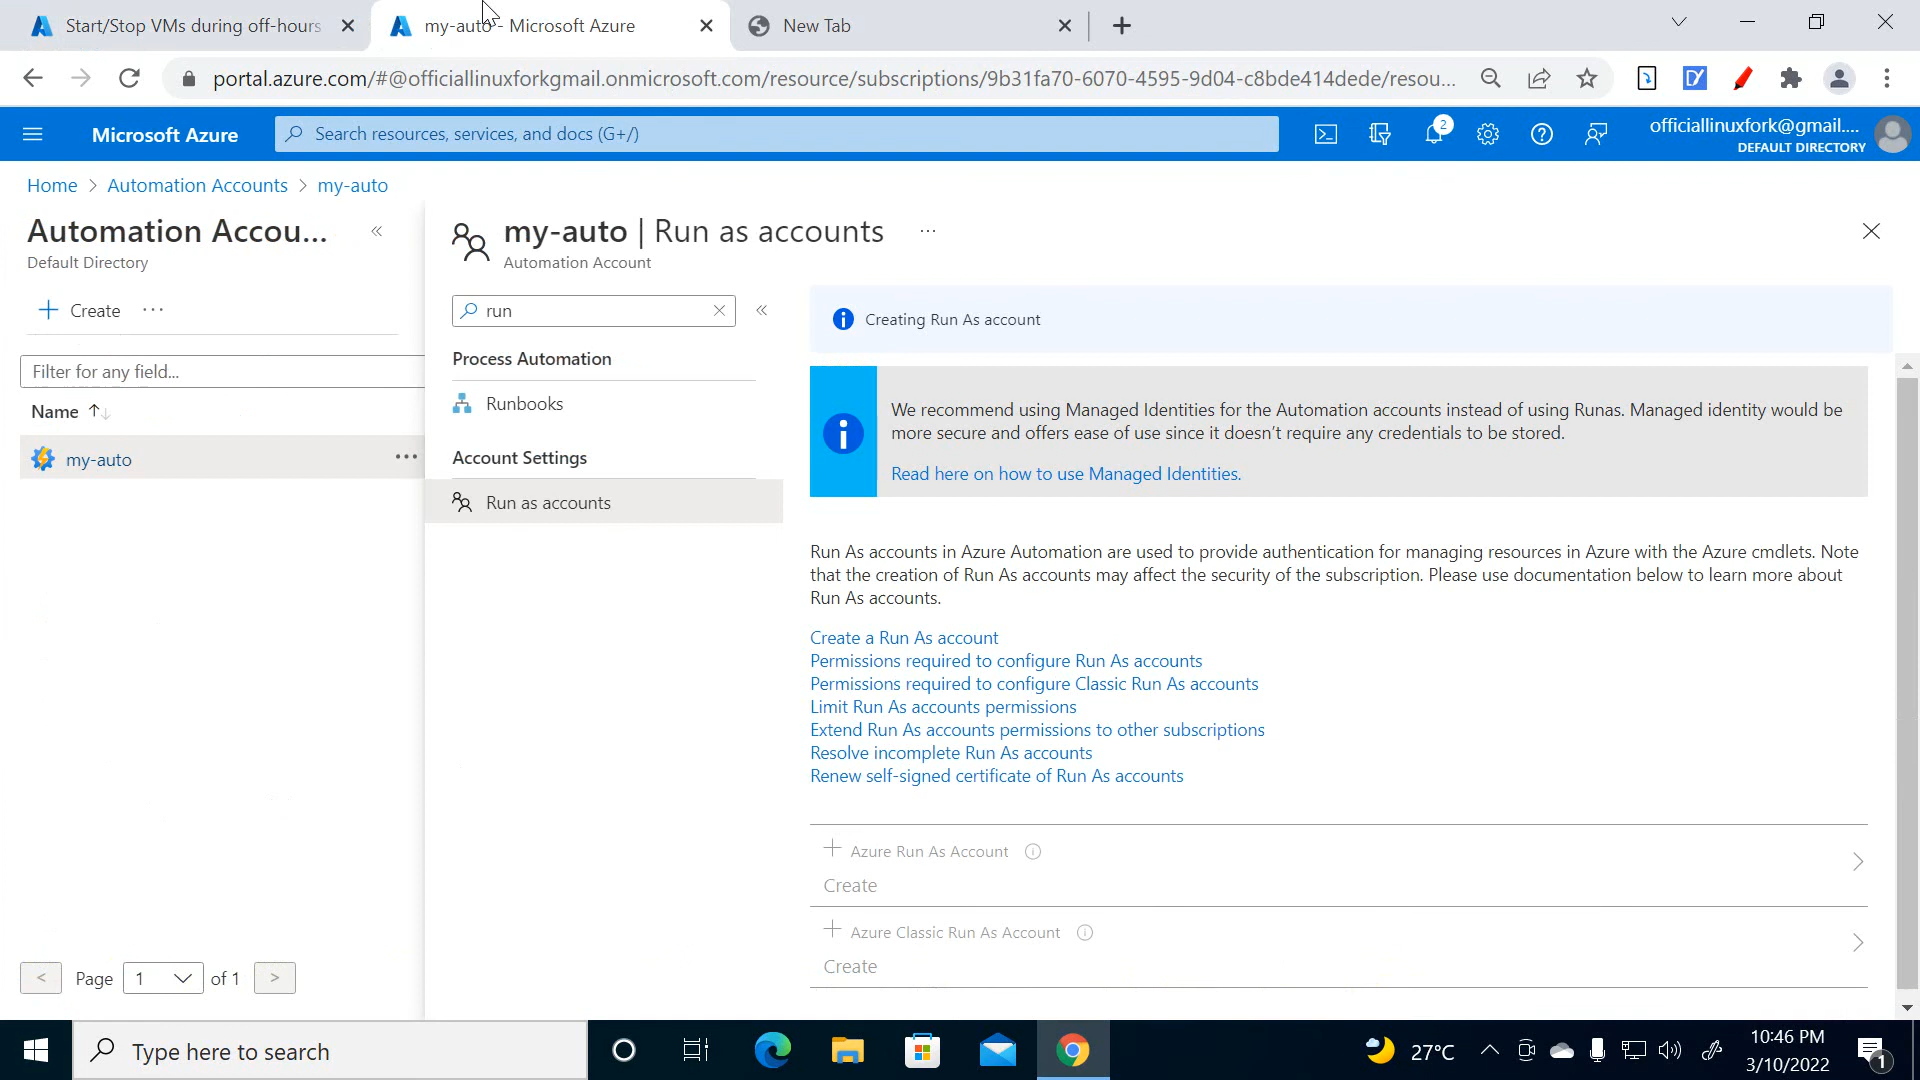 Start/Stop VMs during off-hours
my-auto - Microsoft Azure
New Tab
portal.azure.com/#@officiallinuxforkgmail.onmicrosoft.com/resource/subscriptions/9b31fa70-6070-4595-9d04-c8bde414dede/resou...
Microsoft Azure
Search resources, services, and docs (G+/)
2
officiallinuxfork@gmail....
DEFAULT DIRECTORY
Home > Automation Accounts > my-auto
Automation Accou...
Default Directory
+ Create ...
Filter for any field...
Name ↑↓
my-auto ...
< Page 1 of 1 >
my-auto | Run as accounts ...
Automation Account
run
Process Automation
Runbooks
Account Settings
Run as accounts
Creating Run As account
We recommend using Managed Identities for the Automation accounts instead of using Runas. Managed identity would be
more secure and offers ease of use since it doesn't require any credentials to be stored.
Read here on how to use Managed Identities.
Run As accounts in Azure Automation are used to provide authentication for managing resources in Azure with the Azure cmdlets. Note
that the creation of Run As accounts may affect the security of the subscription. Please use documentation below to learn more about
Run As accounts.
Create a Run As account
Permissions required to configure Run As accounts
Permissions required to configure Classic Run As accounts
Limit Run As accounts permissions
Extend Run As accounts permissions to other subscriptions
Resolve incomplete Run As accounts
Renew self-signed certificate of Run As accounts
+ Azure Run As Account
Create
+ Azure Classic Run As Account
Create
Type here to search
27°C
10:46 PM
3/10/2022
1